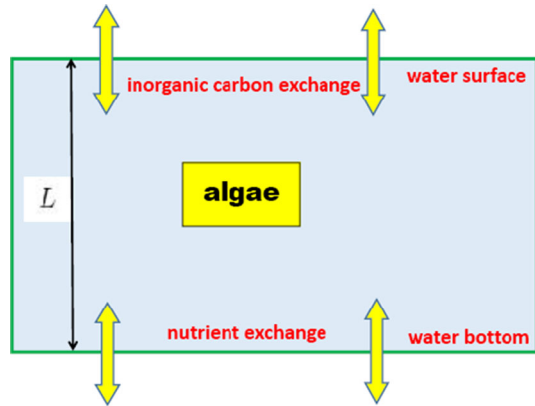 water surface
inorganic carbon exchange
algae
L
nutrient exchange
water bottom